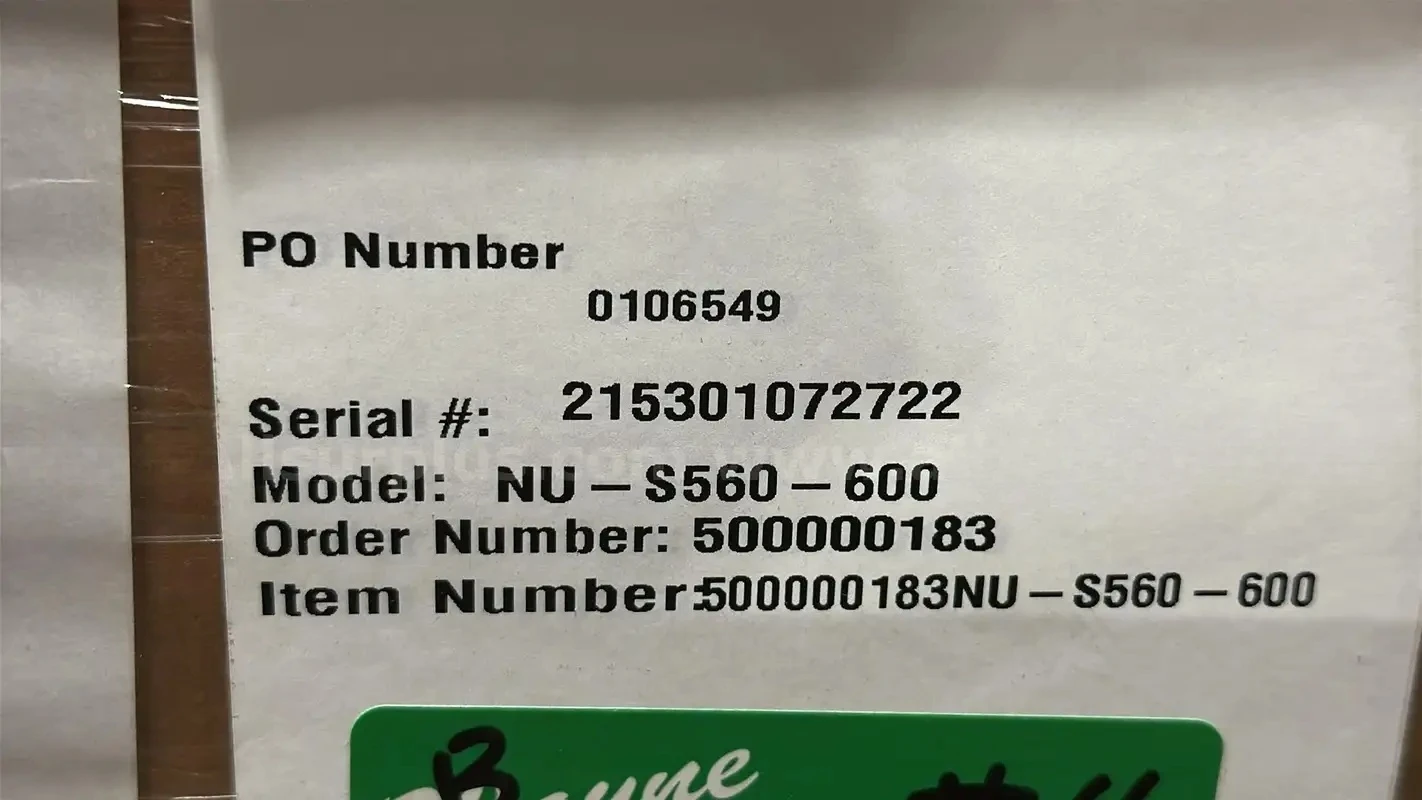 PO Number
0106549
Serial #: 215301072722
Model: NU-S560-600
Order Number: 500000183
Item Number:500000183NU-S560-600
B